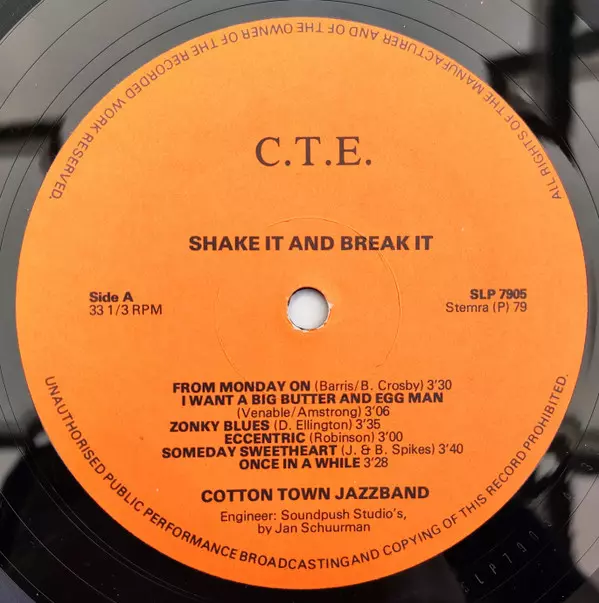 ALL RIGHTS OF THE MANUFACTURER AND OF THE OWNER OF THE RECORDED WORK RESERVED.
C.T.E.
SHAKE IT AND BREAK IT
Side A
33 1/3 RPM
SLP 7905
Stemra (P) 79
FROM MONDAY ON (Barris/B. Crosby) 3'30
I WANT A BIG BUTTER AND EGG MAN
(Venable/Amstrong) 3'06
ZONKY BLUES (D. Ellington) 3'35
ECCENTRIC (Robinson) 3'00
SOMEDAY SWEETHEART (J. & B. Spikes) 3'40
ONCE IN A WHILE 3'28
COTTON TOWN JAZZBAND
Engineer: Soundpush Studio's,
by Jan Schuurman
UNAUTHORISED PUBLIC PERFORMANCE BROADCASTING AND COPYING OF THIS RECORD PROHIBITED.